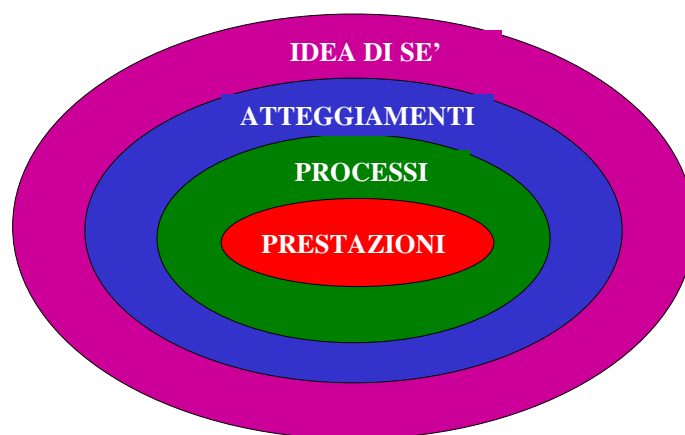 IDEA DI SE’
ATTEGGIAMENTI
PROCESSI
PRESTAZIONI